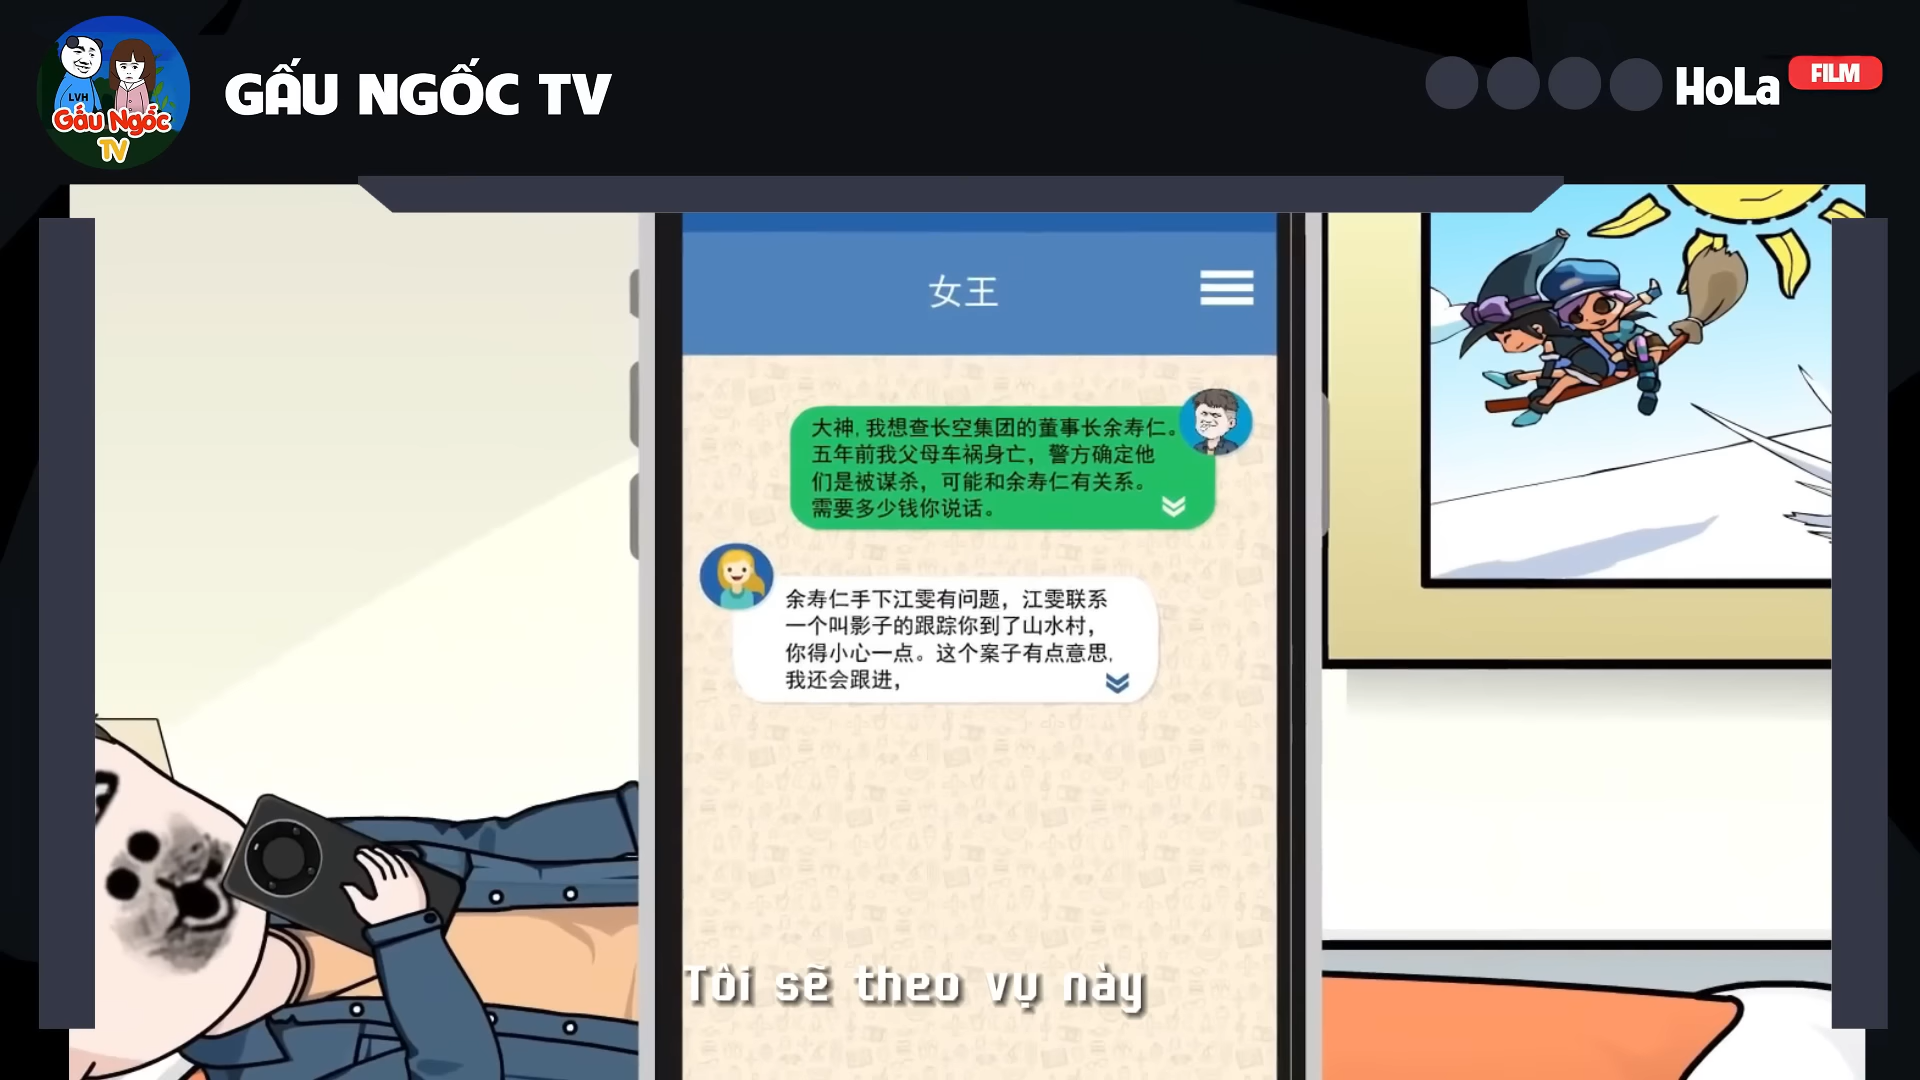 LVH
Gấu Ngốc
TV
GẤU NGỐC TV
HoLa
FILM
女王
大神,我想查长空集团的董事长余寿仁。
五年前我父母车祸身亡，警方确定他
们是被谋杀，可能和余寿仁有关系。
需要多少钱你说话。
余寿仁手下江雯有问题，江雯联系
一个叫影子的跟踪你到了山水村，
你得小心一点。这个案子有点意思,
我还会跟进，
Tôi sẽ theo vụ này